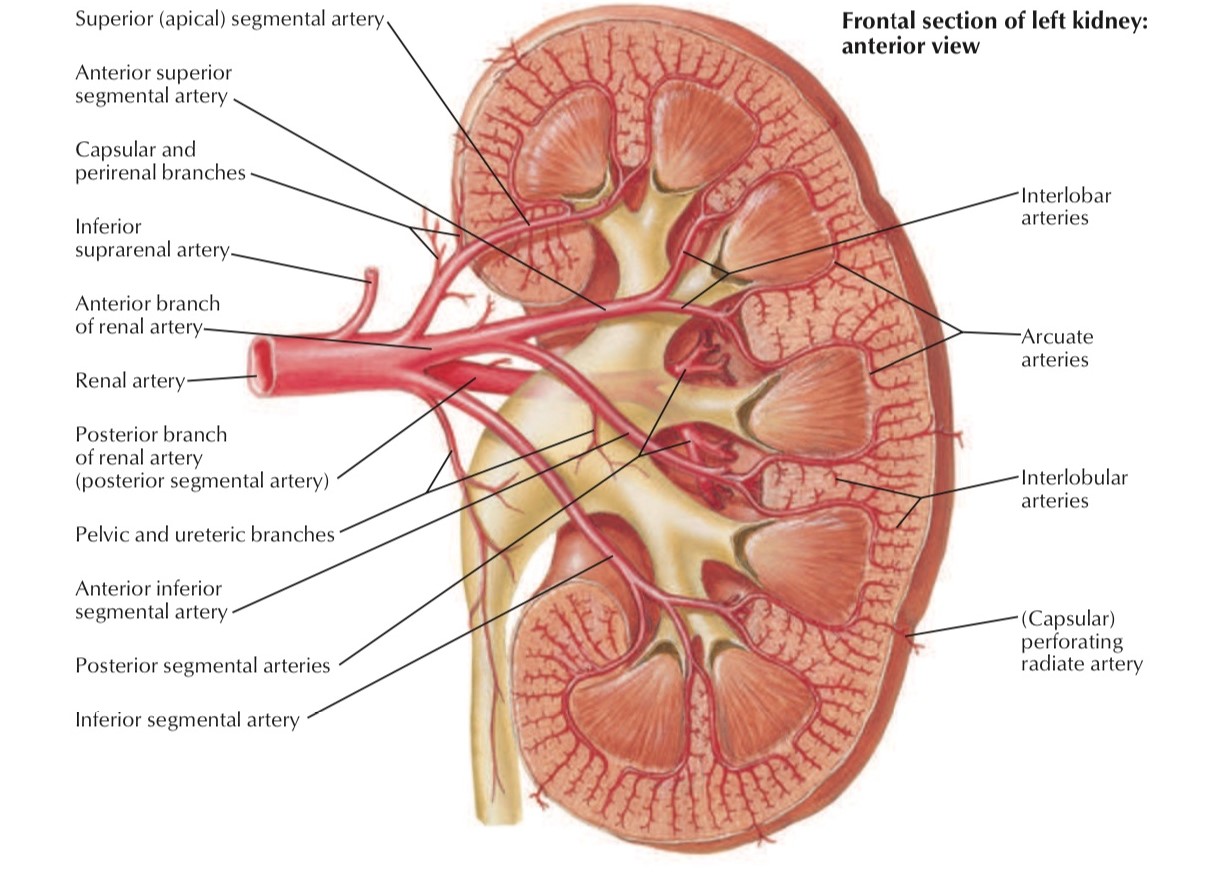 Frontal section of left kidney:
anterior view
Superior (apical) segmental artery
Anterior superior
segmental artery
Capsular and
perirenal branches
Inferior
suprarenal artery
Anterior branch
of renal artery
Renal artery
Posterior branch
of renal artery
(posterior segmental artery)
Pelvic and ureteric branches
Anterior inferior
segmental artery
Posterior segmental arteries
Inferior segmental artery
Interlobar
arteries
Arcuate
arteries
Interlobular
arteries
(Capsular)
perforating
radiate artery